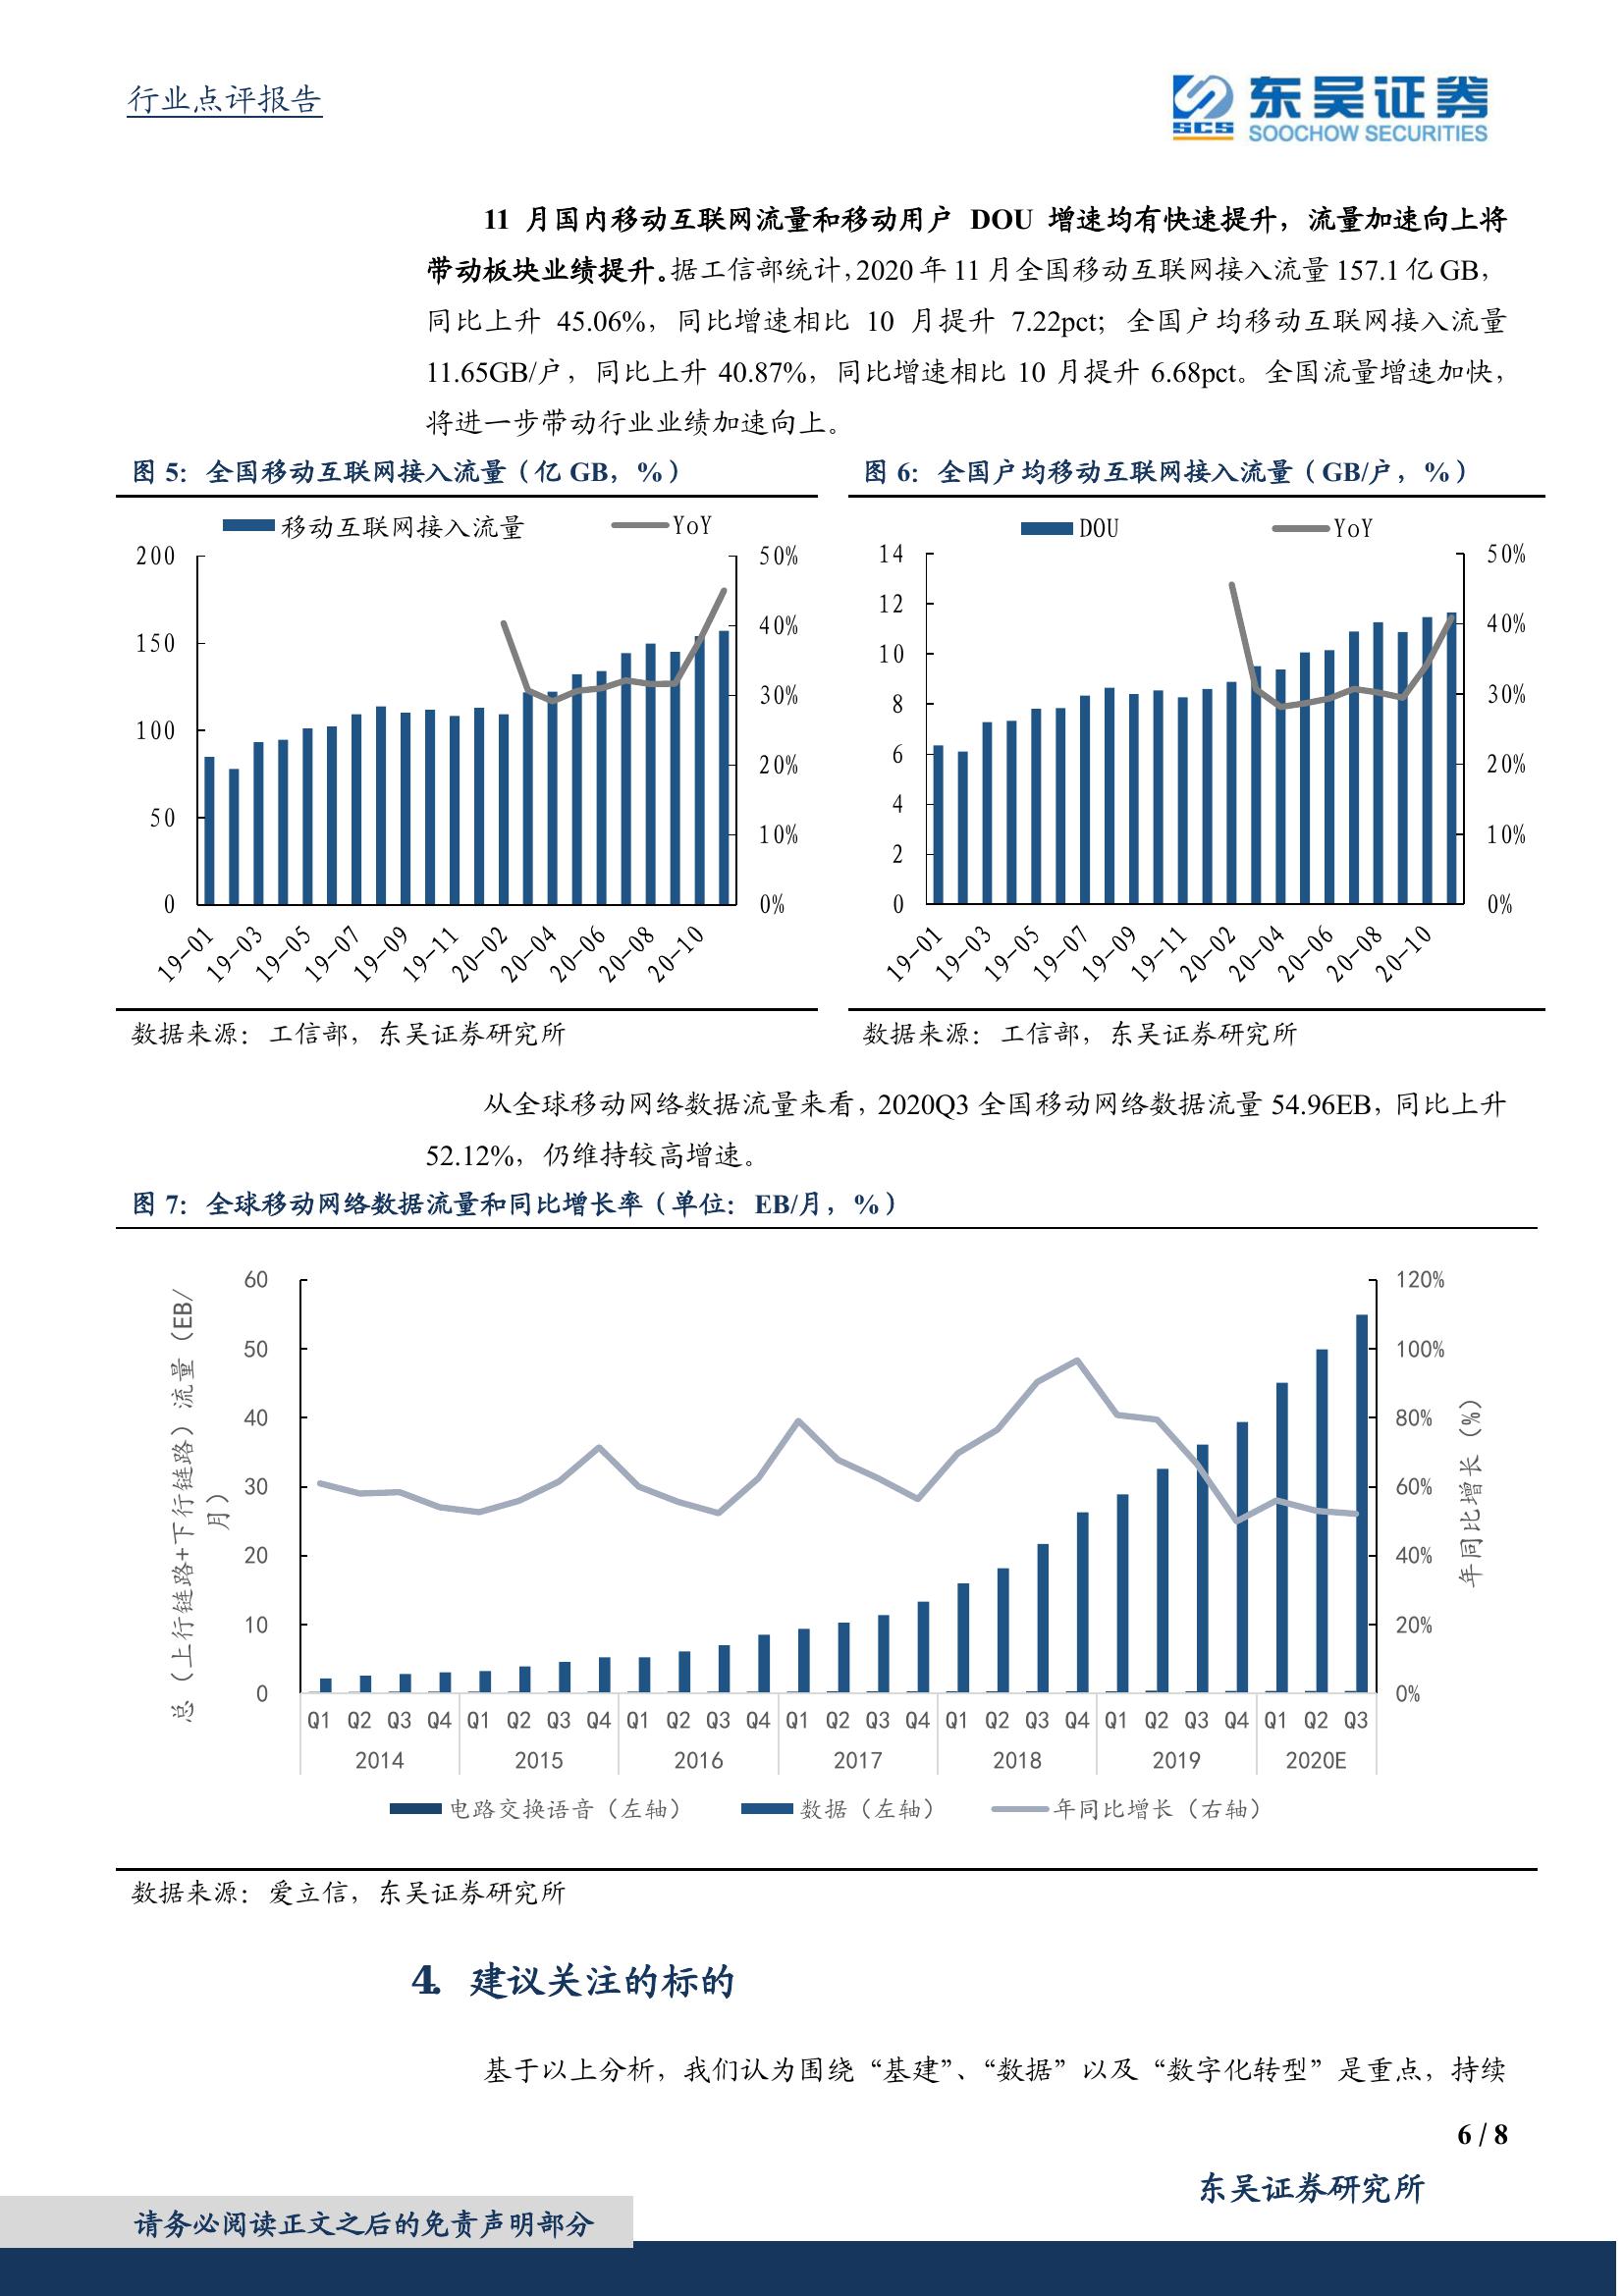 行业点评报告
东吴证券
SCS
SOOCHOW SECURITIES
11 月国内移动互联网流量和移动用户 DOU 增速均有快速提升，流量加速向上将
带动板块业绩提升。据工信部统计，2020 年 11 月全国移动互联网接入流量 157.1 亿 GB，
同比上升 45.06%，同比增速相比 10 月提升 7.22pct；全国户均移动互联网接入流量
11.65GB/户，同比上升 40.87%，同比增速相比 10 月提升 6.68pct。全国流量增速加快，
将进一步带动行业业绩加速向上。
图 5：全国移动互联网接入流量（亿 GB，%）
移动互联网接入流量 YoY
200
150
100
50
0
50%
40%
30%
20%
10%
0%
19-01 19-03 19-05 19-07 19-09 19-11 20-02 20-04 20-06 20-08 20-10
数据来源：工信部，东吴证券研究所
图 6：全国户均移动互联网接入流量（GB/户，%）
DOU YoY
14
12
10
8
6
4
2
0
50%
40%
30%
20%
10%
0%
19-01 19-03 19-05 19-07 19-09 19-11 20-02 20-04 20-06 20-08 20-10
数据来源：工信部，东吴证券研究所
从全球移动网络数据流量来看，2020Q3 全国移动网络数据流量 54.96EB，同比上升
52.12%，仍维持较高增速。
图 7：全球移动网络数据流量和同比增长率（单位：EB/月，%）
总（上行链路+下行链路）流量（EB/
月）
60
50
40
30
20
10
0
120%
100%
80%
60%
40%
20%
0%
年同比增长（%）
Q1 Q2 Q3 Q4 Q1 Q2 Q3 Q4 Q1 Q2 Q3 Q4 Q1 Q2 Q3 Q4 Q1 Q2 Q3 Q4 Q1 Q2 Q3 Q4 Q1 Q2 Q3
2014 2015 2016 2017 2018 2019 2020E
电路交换语音（左轴） 数据（左轴） 年同比增长（右轴）
数据来源：爱立信，东吴证券研究所
4. 建议关注的标的
基于以上分析，我们认为围绕“基建”、“数据”以及“数字化转型”是重点，持续
6 / 8
东吴证券研究所
请务必阅读正文之后的免责声明部分